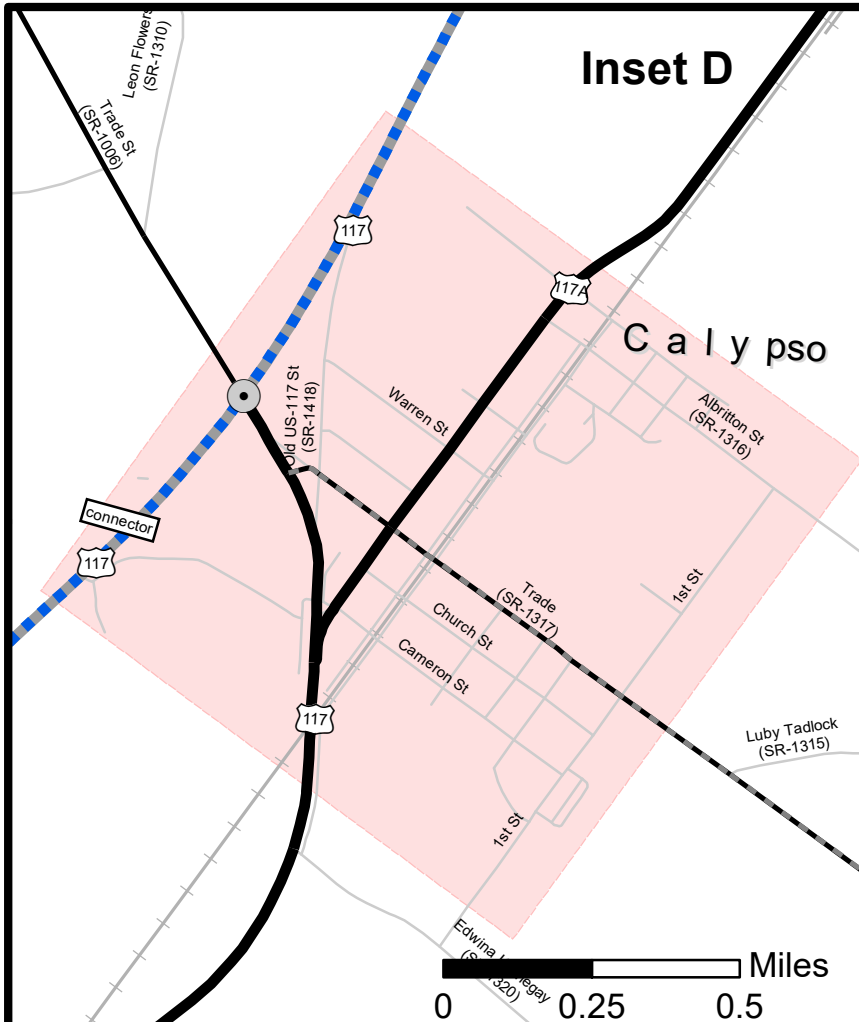 Inset D
Leon Flowers
(SR-1310)
Trade St
(SR-1006)
117
117A
Calypso
Old US-117 St
(SR-1418)
Warren St
Albritton St
(SR-1316)
connector
117
1st St
Trade
(SR-1317)
Church St
Cameron St
117
Luby Tadlock
(SR-1315)
1st St
Edwina
Miles
0 0.25 0.5